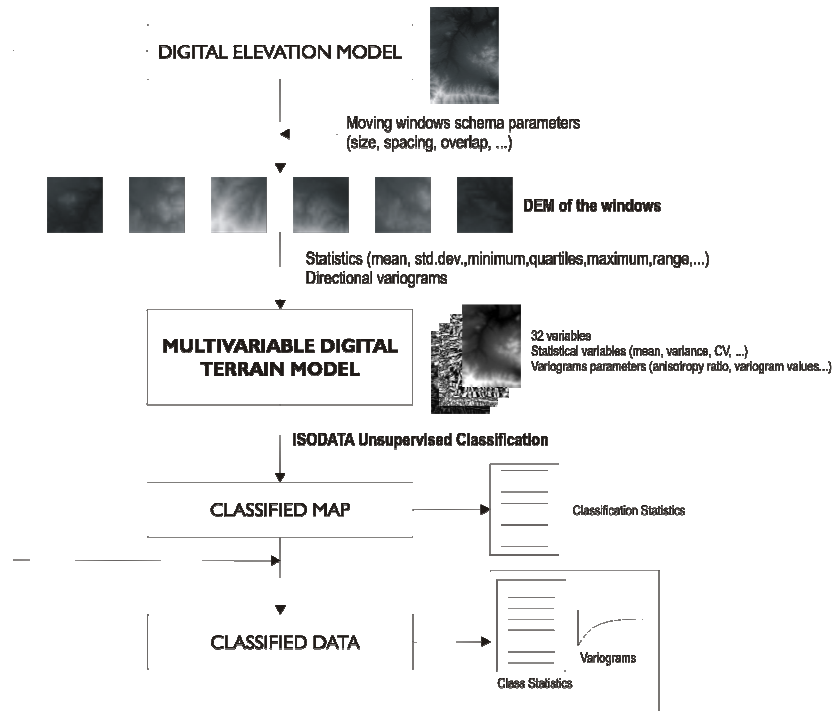 DIGITAL ELEVATION MODEL
Moving windows schema parameters
(size, spacing, overlap, ...)
DEM of the windows
Statistics (mean, std.dev.,minimum,quartiles,maximum,range,...)
Directional variograms
MULTIVARIABLE DIGITAL
TERRAIN MODEL
32 variables
Statistical variables (mean, variance, CV, ...)
Variograms parameters (anisotropy ratio, variogram values...)
ISODATA Unsupervised Classification
CLASSIFIED MAP
Classification Statistics
CLASSIFIED DATA
Variograms
Class Statistics